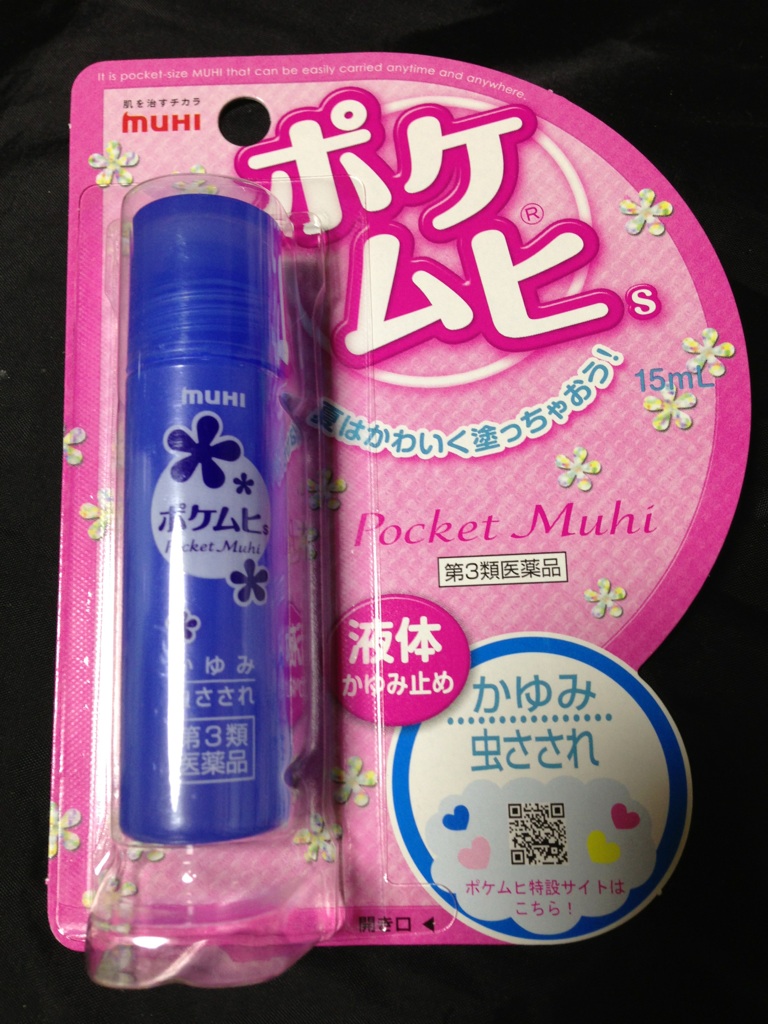 It is pocket-size MUHI that can be easily carried anytime and anywhere.
肌を治すチカラ
MUHI
ポケ
ムヒ®s
15mL
夏はかわいく塗っちゃおう!
Pocket Muhi
第3類医薬品
液体
かゆみ止め
かゆみ
虫さされ
ポケムヒ特設サイトは
こちら!
開き口
MUHI
ポケムヒs
Pocket Muhi
かゆみ
虫さされ
第3類
医薬品